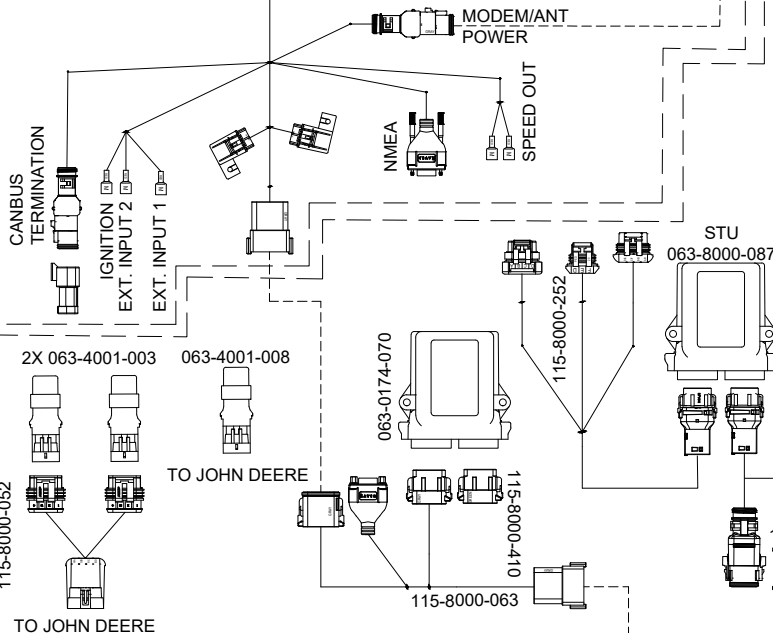 MODEM/ANT
POWER
CANBUS
TERMINATION
IGNITION
EXT. INPUT 2
EXT. INPUT 1
NMEA
SPEED OUT
STU
063-8000-087
115-8000-252
2X 063-4001-003
063-4001-008
063-0174-070
TO JOHN DEERE
115-8000-052
115-8000-410
115-8000-063
TO JOHN DEERE